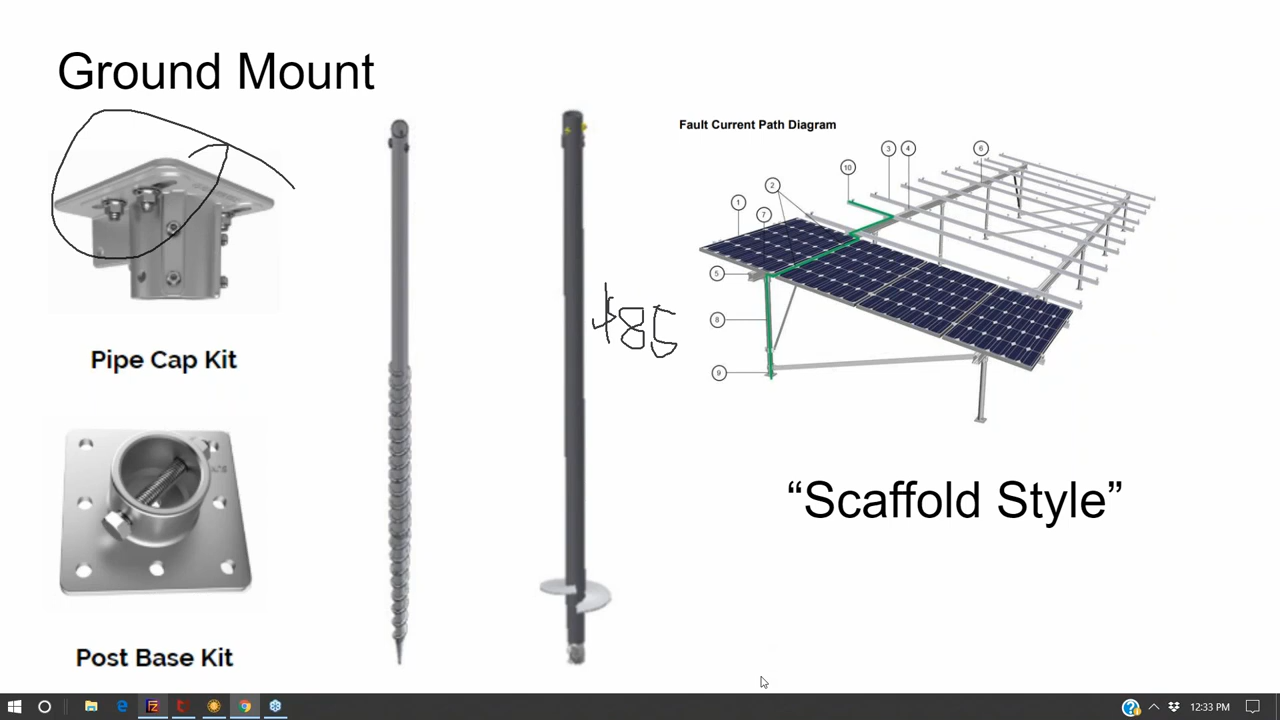 Ground Mount
Pipe Cap Kit
Post Base Kit
$85
Fault Current Path Diagram
1
2
3
4
5
6
7
8
9
10
“Scaffold Style”
12:33 PM